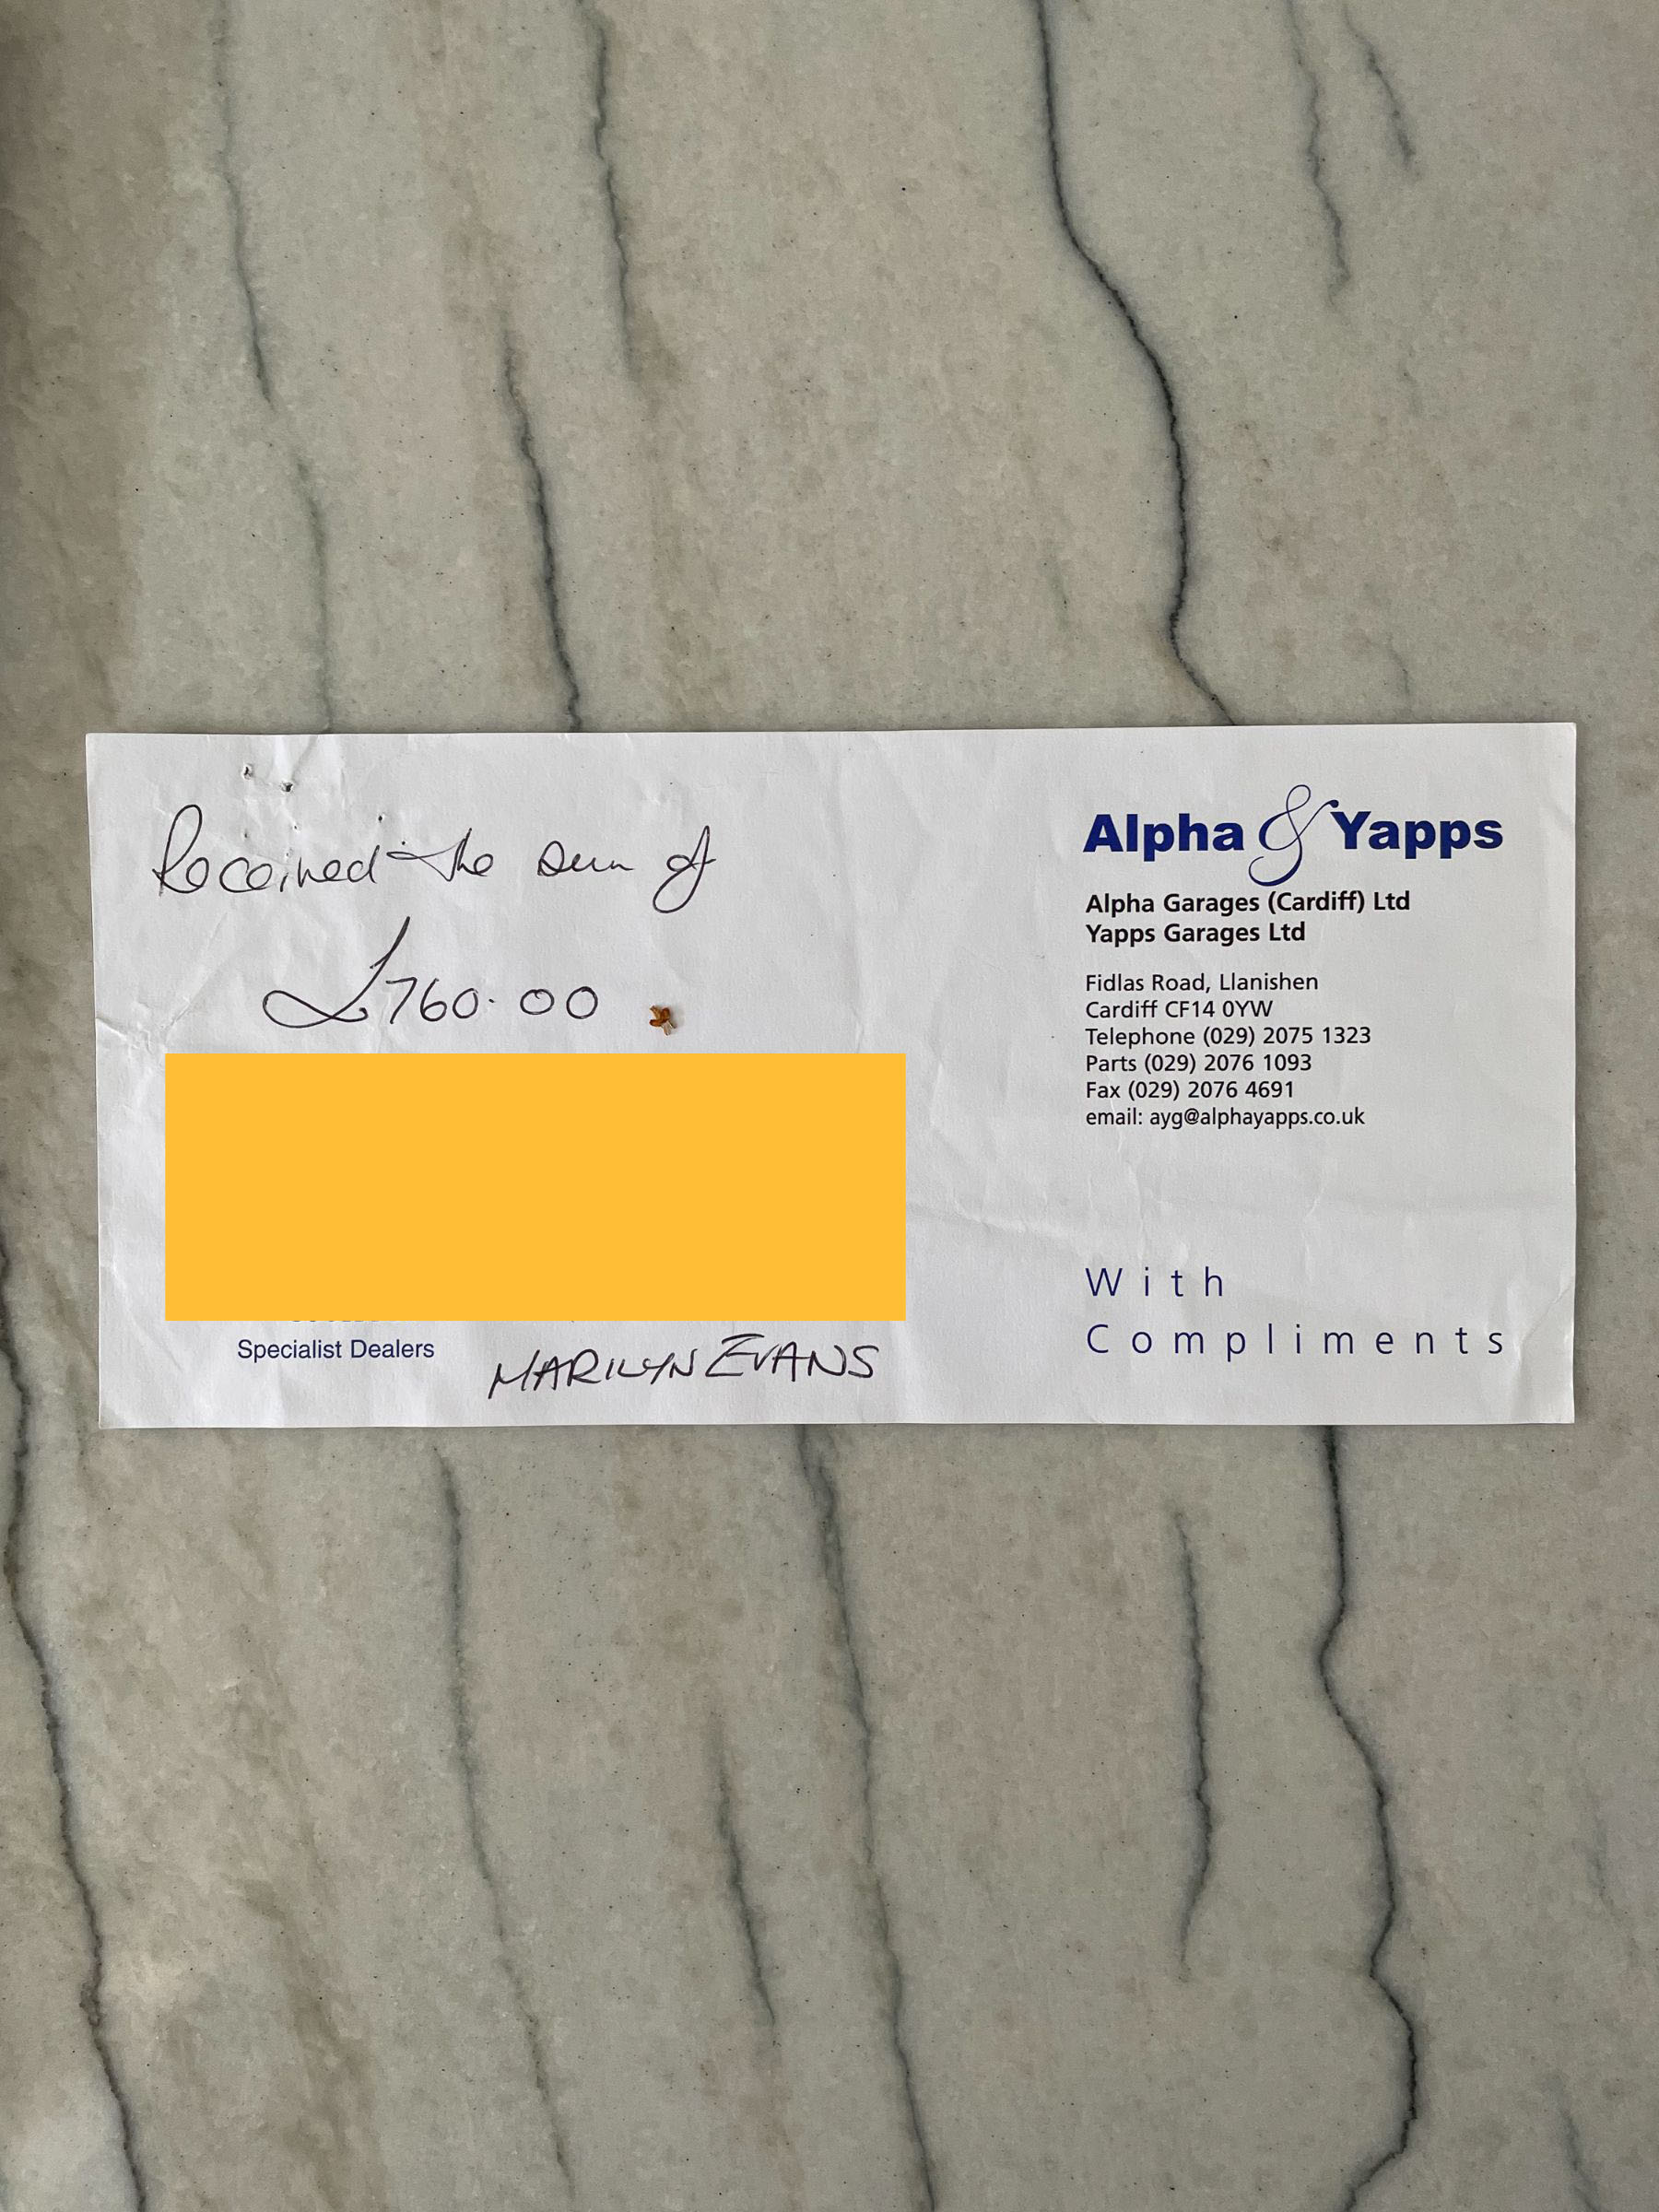 Received the sum of
£760.00
Specialist Dealers
MARILYN EVANS
Alpha & Yapps
Alpha Garages (Cardiff) Ltd
Yapps Garages Ltd
Fidlas Road, Llanishen
Cardiff CF14 0YW
Telephone (029) 2075 1323
Parts (029) 2076 1093
Fax (029) 2076 4691
email: ayg@alphayapps.co.uk
With
Compliments